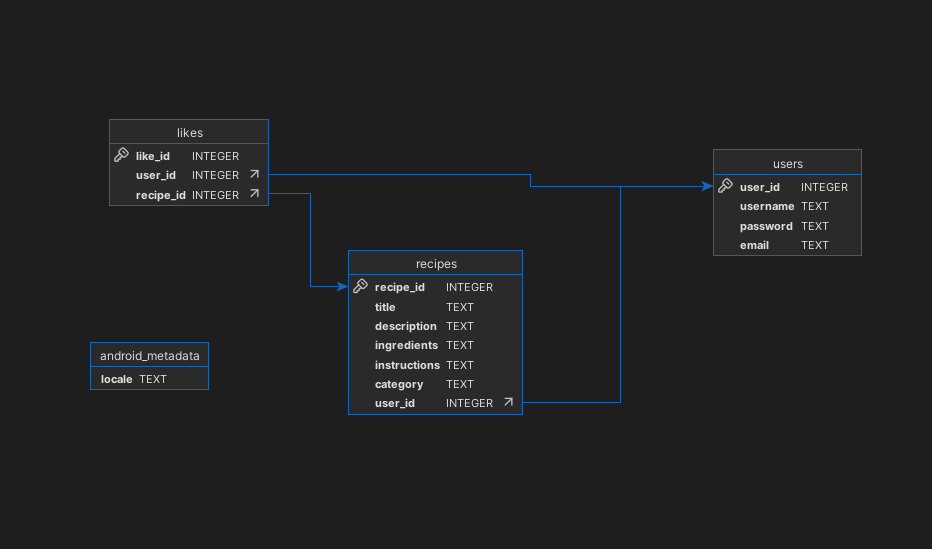 likes
like_id INTEGER
user_id INTEGER
recipe_id INTEGER
users
user_id INTEGER
username TEXT
password TEXT
email TEXT
recipes
recipe_id INTEGER
title TEXT
description TEXT
ingredients TEXT
instructions TEXT
category TEXT
user_id INTEGER
android_metadata
locale TEXT